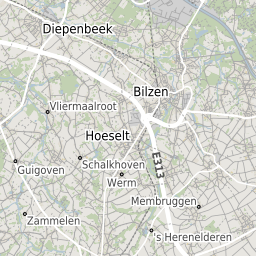 Diepenbeek
Bilzen
Vliermaalroot
Hoeselt
Schalkhoven
E313
Guigoven
Werm
Membruggen
Zammelen
's Herenelderen